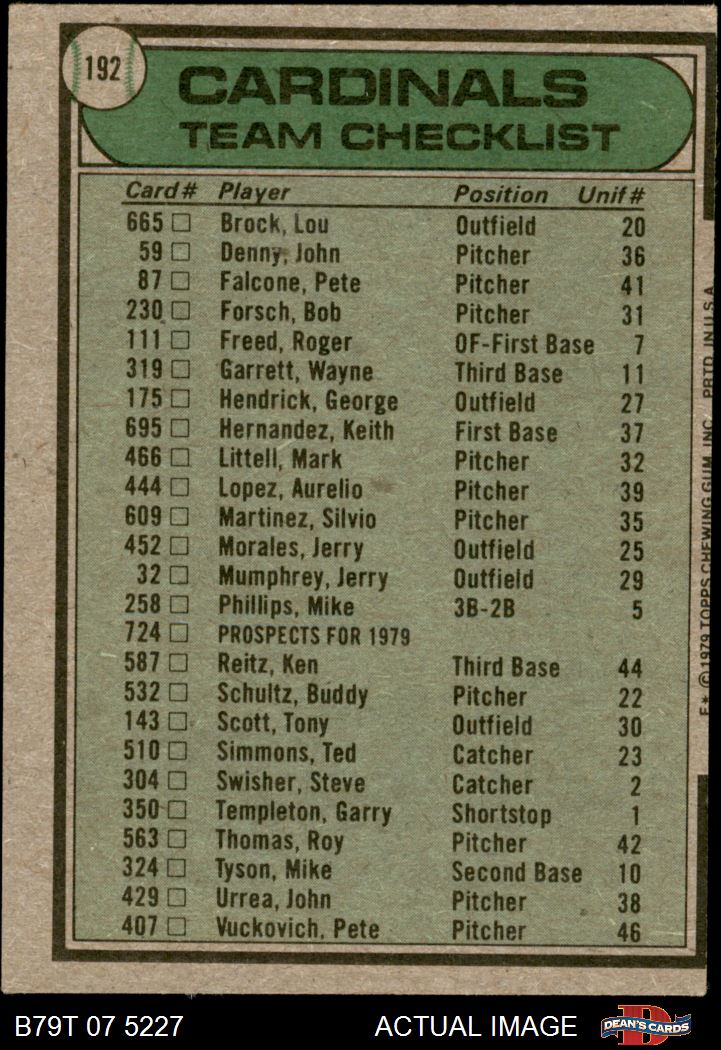 192
CARDINALS
TEAM CHECKLIST
Card# Player Position Unif#
665 □ Brock, Lou Outfield 20
59 □ Denny, John Pitcher 36
87 □ Falcone, Pete Pitcher 41
230 □ Forsch, Bob Pitcher 31
111 □ Freed, Roger OF-First Base 7
319 □ Garrett, Wayne Third Base 11
175 □ Hendrick, George Outfield 27
695 □ Hernandez, Keith First Base 37
466 □ Littell, Mark Pitcher 32
444 □ Lopez, Aurelio Pitcher 39
609 □ Martinez, Silvio Pitcher 35
452 □ Morales, Jerry Outfield 25
32 □ Mumphrey, Jerry Outfield 29
258 □ Phillips, Mike 3B-2B 5
724 □ PROSPECTS FOR 1979
587 □ Reitz, Ken Third Base 44
532 □ Schultz, Buddy Pitcher 22
143 □ Scott, Tony Outfield 30
510 □ Simmons, Ted Catcher 23
304 □ Swisher, Steve Catcher 2
350 □ Templeton, Garry Shortstop 1
563 □ Thomas, Roy Pitcher 42
324 □ Tyson, Mike Second Base 10
429 □ Urrea, John Pitcher 38
407 □ Vuckovich, Pete Pitcher 46
E* © 1979 TOPPS CHEWING GUM, INC. PRTD. IN U.S.A.
B79T 07 5227 ACTUAL IMAGE
D
DEAN'S CARDS